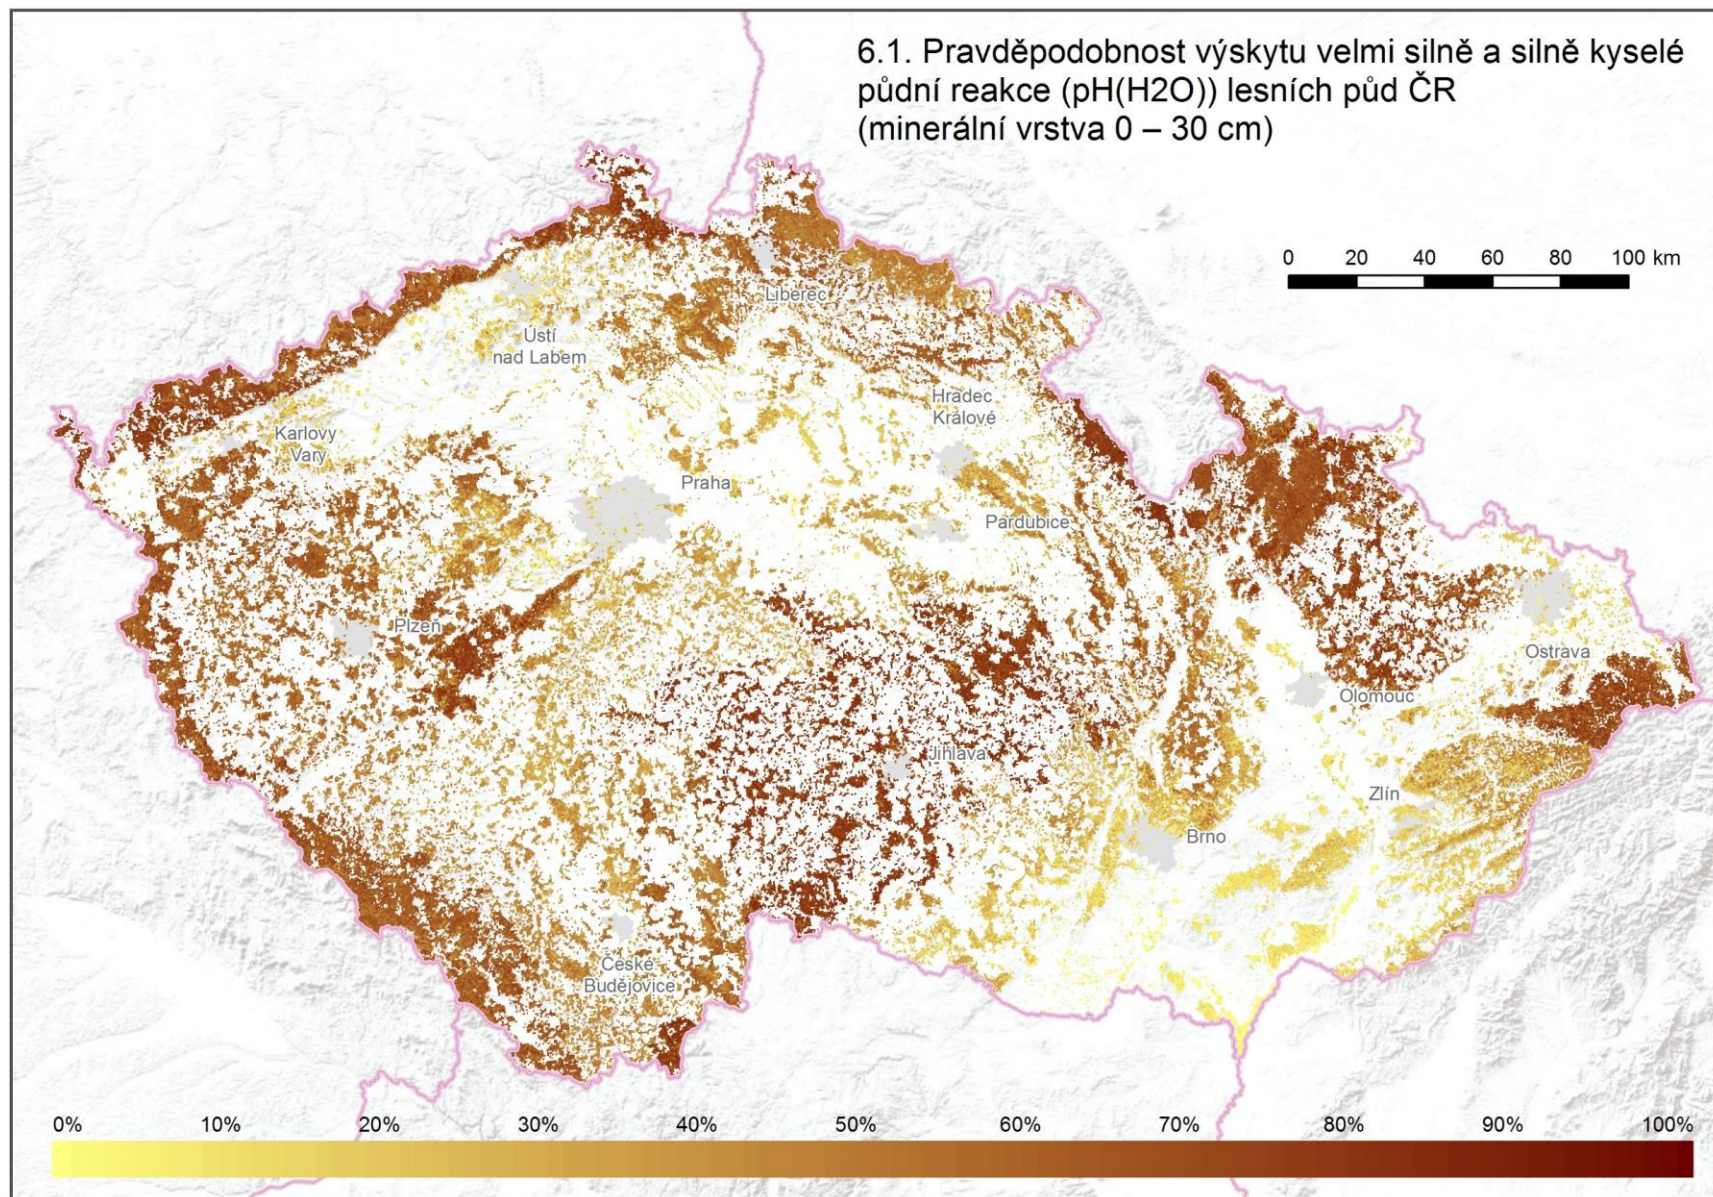 6.1. Pravděpodobnost výskytu velmi silně a silně kyselé
půdní reakce (pH(H2O)) lesních půd ČR
(minerální vrstva 0 – 30 cm)
0 20 40 60 80 100 km
Liberec
Ústí
nad Labem
Hradec
Králové
Karlovy
Vary
Praha
Pardubice
Plzeň
Ostrava
Olomouc
Jihlava
Zlín
Brno
České
Budějovice
0% 10% 20% 30% 40% 50% 60% 70% 80% 90% 100%